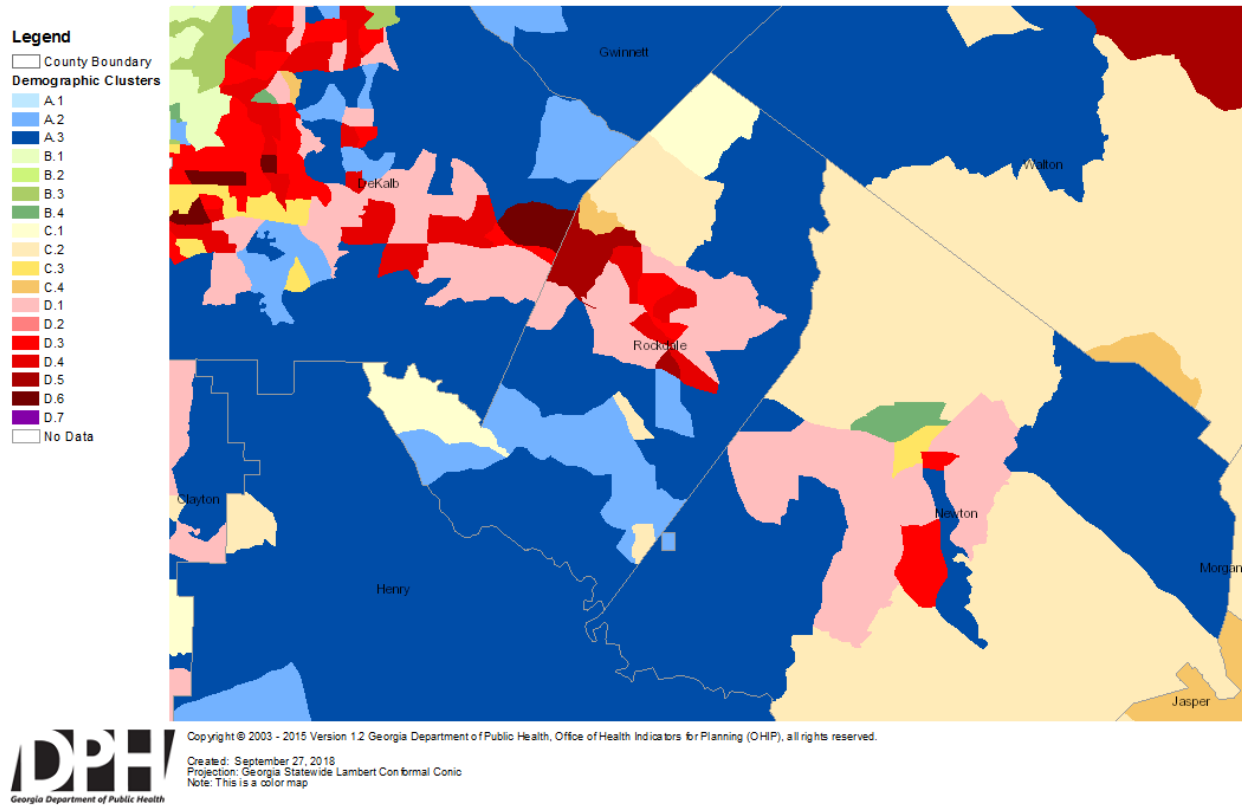 Legend
County Boundary
Demographic Clusters
A.1
A.2
A.3
B.1
B.2
B.3
B.4
C.1
C.2
C.3
C.4
D.1
D.2
D.3
D.4
D.5
D.6
D.7
No Data
Gwinnett
Walton
DeKalb
Rockdale
Clayton
Newton
Morgan
Henry
Jasper
DPH
Georgia Department of Public Health
Copyright © 2003 - 2015 Version 1.2 Georgia Department of Public Health, Office of Health Indicators for Planning (OHIP), all rights reserved.
Created: September 27, 2018
Projection: Georgia Statewide Lambert Conformal Conic
Note: This is a color map